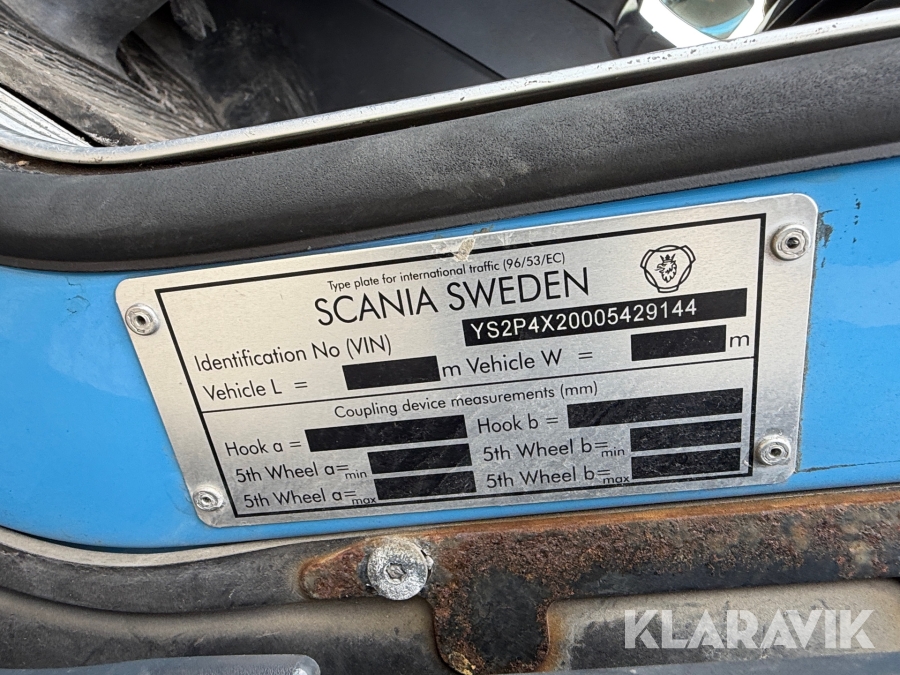 Type plate for international traffic (96/53/EC)
SCANIA SWEDEN
Identification No (VIN) YS2P4X20005429144
Vehicle L = m Vehicle W = m
Coupling device measurements (mm)
Hook a = Hook b =
5th Wheel a=min 5th Wheel b=min
5th Wheel a=max 5th Wheel b=max
KLARAVIK